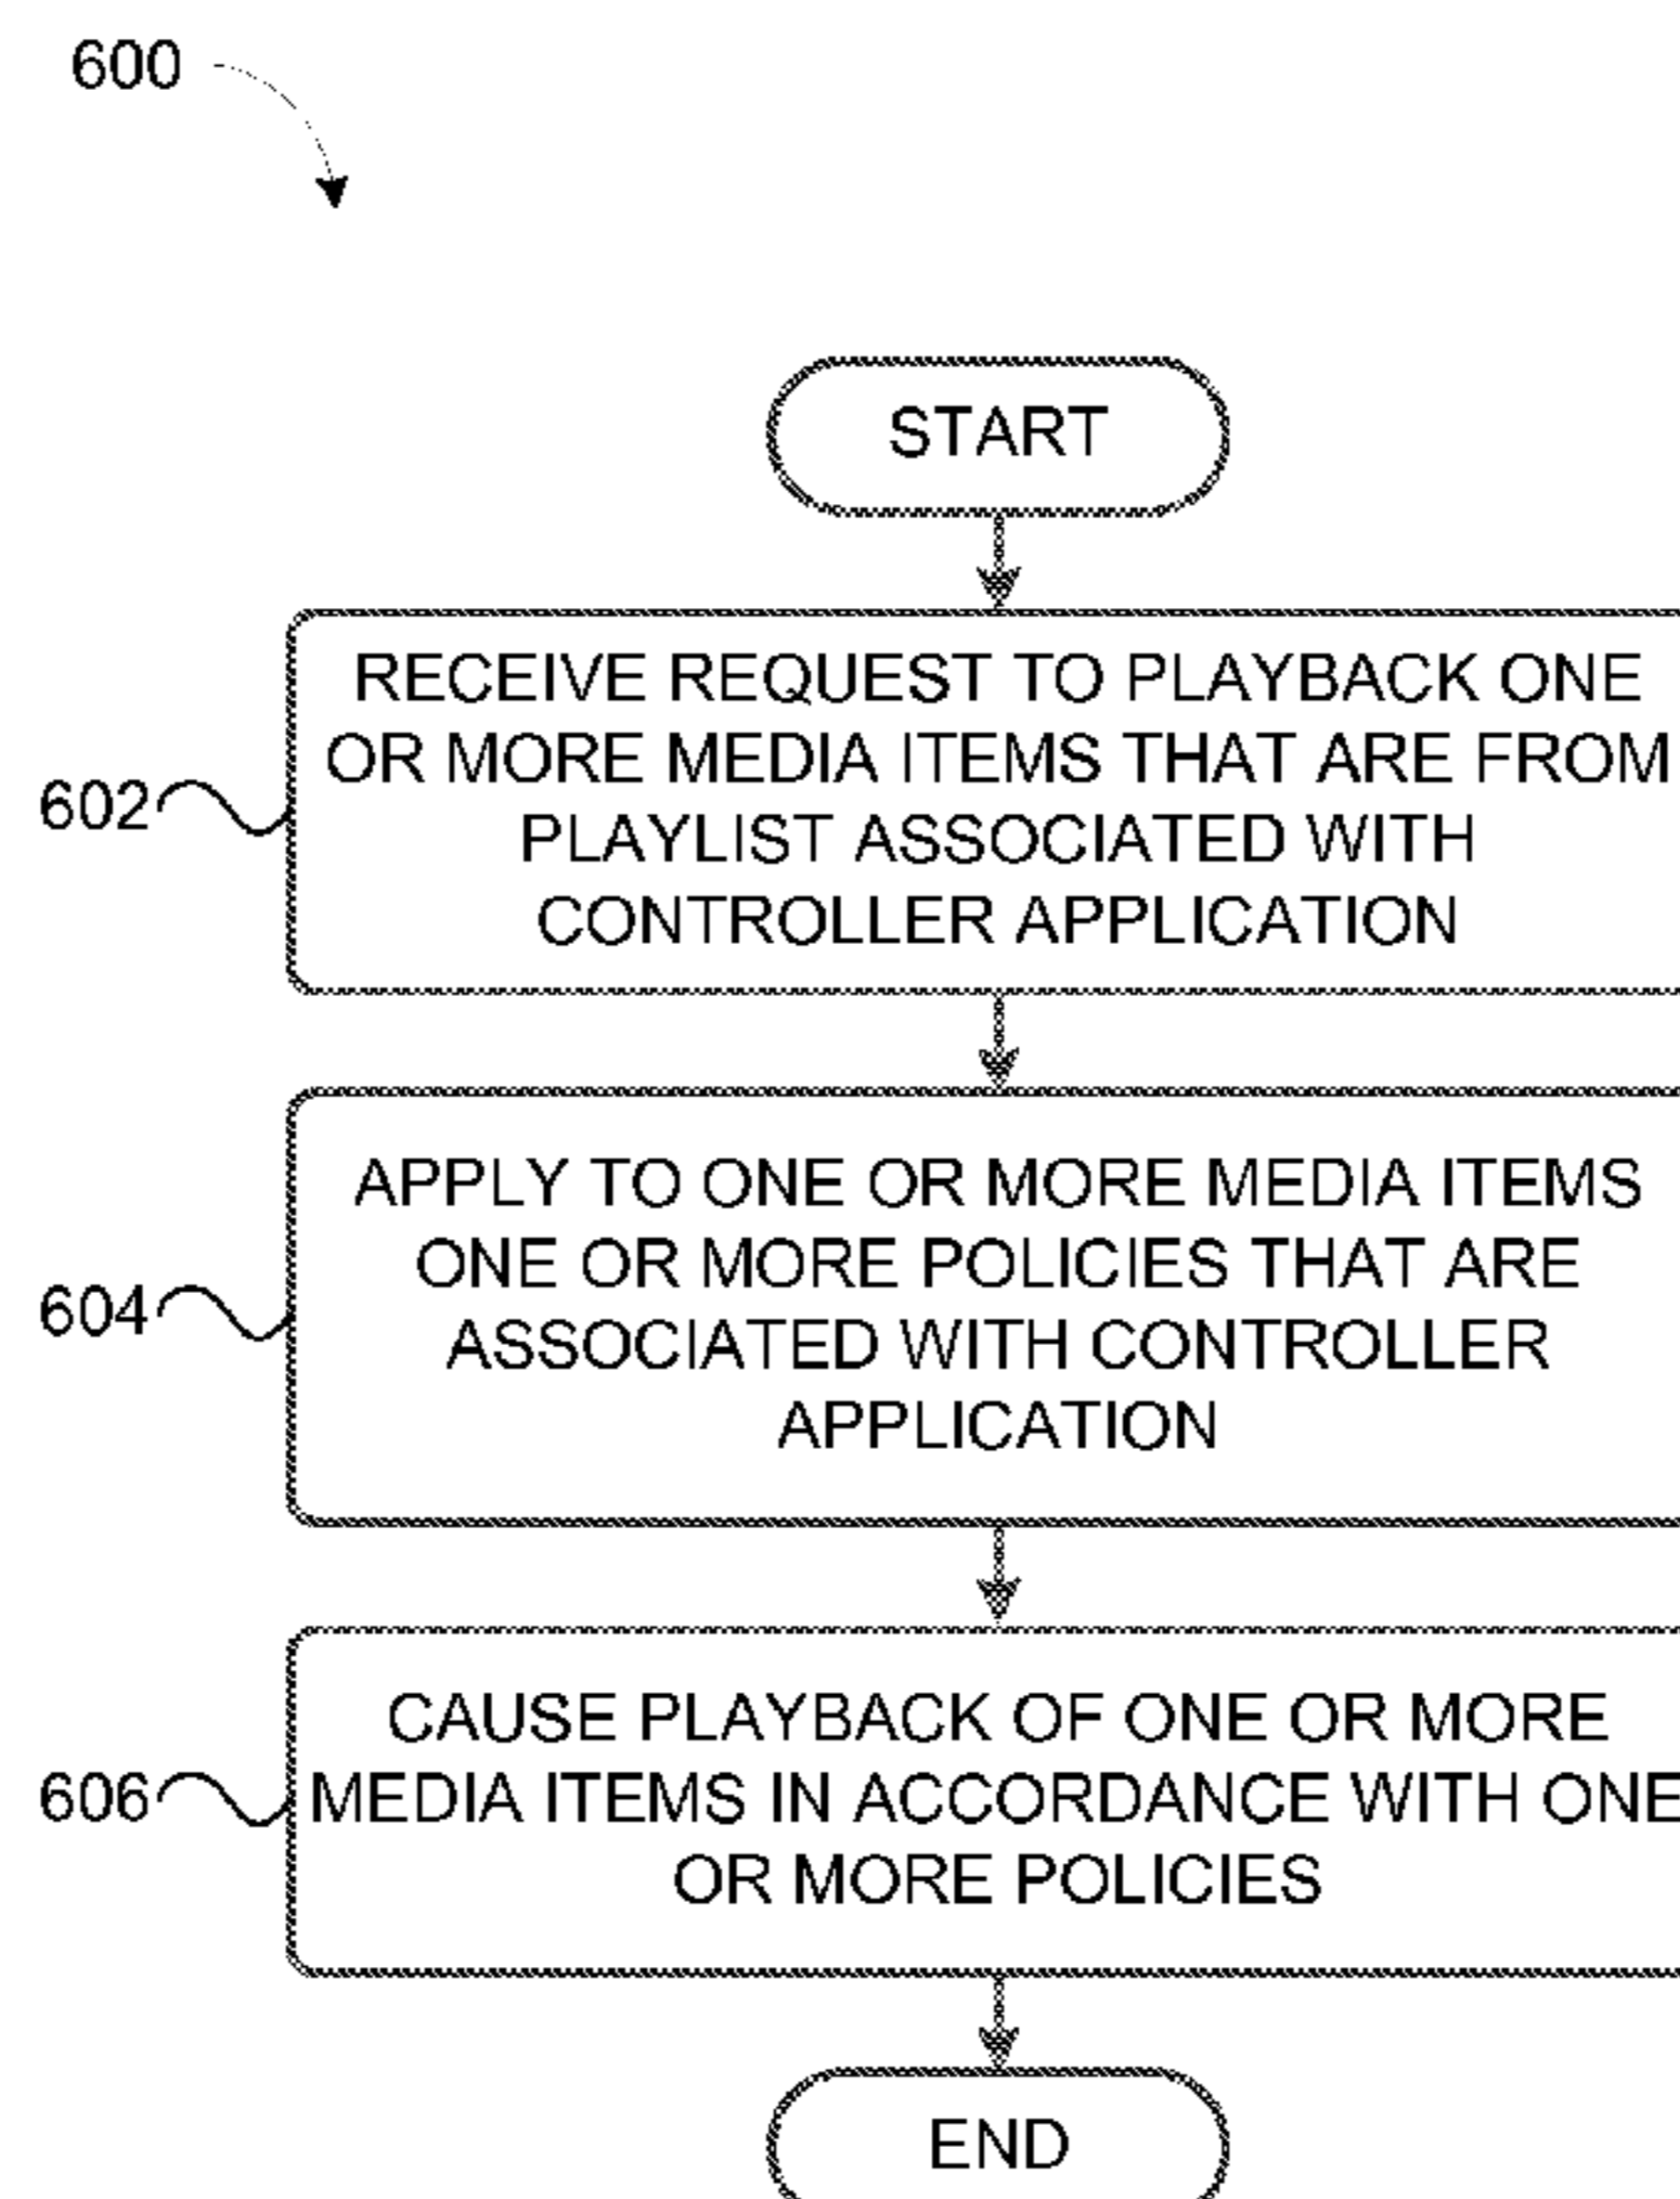 600
START
RECEIVE REQUEST TO PLAYBACK ONE
OR MORE MEDIA ITEMS THAT ARE FROM
PLAYLIST ASSOCIATED WITH
CONTROLLER APPLICATION
602
APPLY TO ONE OR MORE MEDIA ITEMS
ONE OR MORE POLICIES THAT ARE
ASSOCIATED WITH CONTROLLER
APPLICATION
604
CAUSE PLAYBACK OF ONE OR MORE
MEDIA ITEMS IN ACCORDANCE WITH ONE
OR MORE POLICIES
606
END